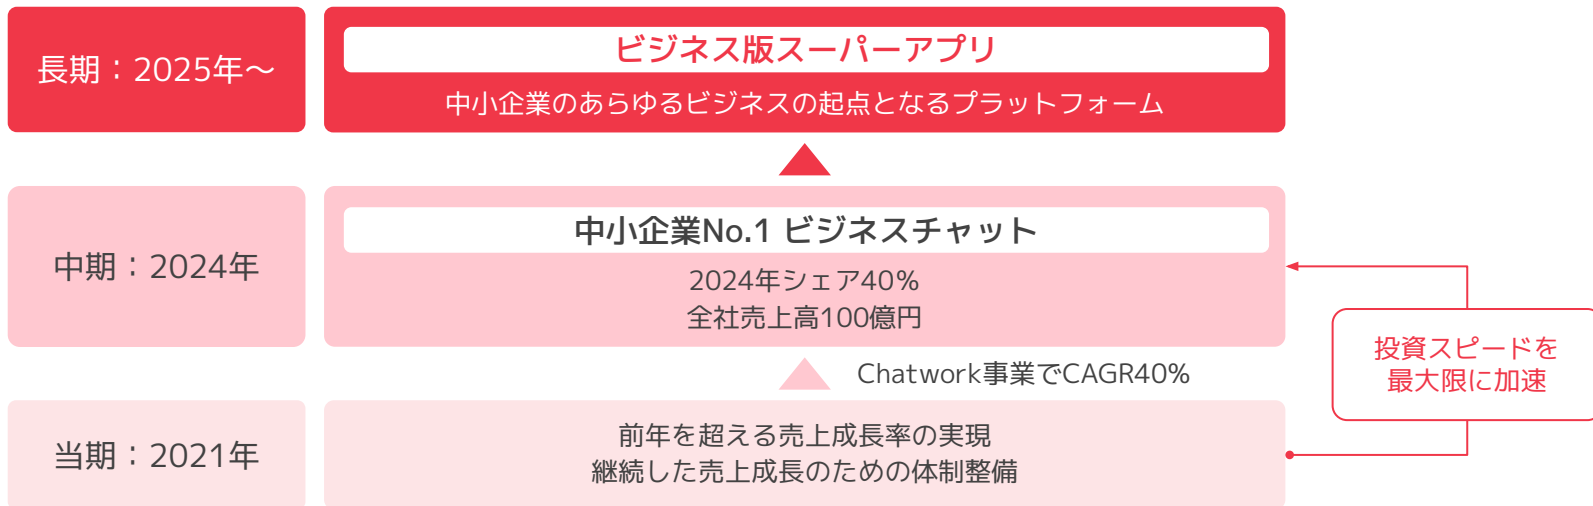 長期：2025年～
ビジネス版スーパーアプリ
中小企業のあらゆるビジネスの起点となるプラットフォーム
中期：2024年
中小企業No.1 ビジネスチャット
2024年シェア40%
全社売上高100億円
投資スピードを
最大限に加速
Chatwork事業でCAGR40%
当期：2021年
前年を超える売上成長率の実現
継続した売上成長のための体制整備